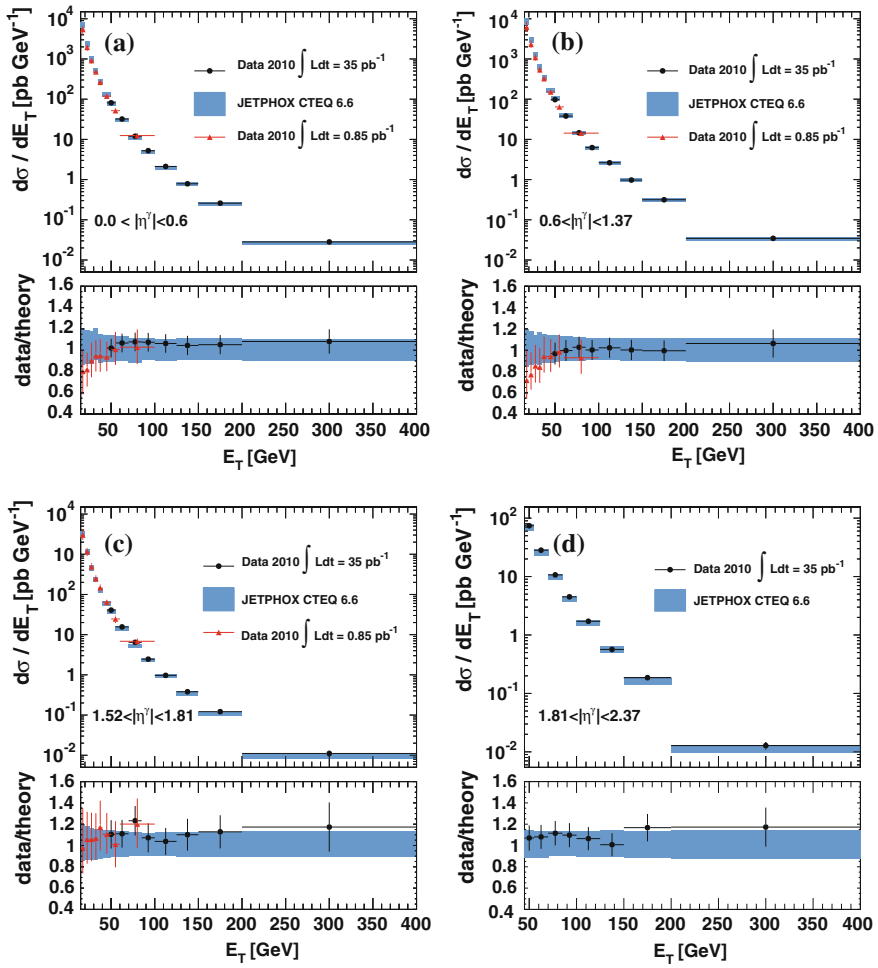 (a)
Data 2010 ∫ Ldt = 35 pb⁻¹
JETPHOX CTEQ 6.6
Data 2010 ∫ Ldt = 0.85 pb⁻¹
0.0 < |η^γ|<0.6
dσ / dE_T [pb GeV⁻¹]
10⁴
10³
10²
10
1
10⁻¹
10⁻²
data/theory
1.6
1.4
1.2
1
0.8
0.6
0.4
50 100 150 200 250 300 350 400
E_T [GeV]
(b)
Data 2010 ∫ Ldt = 35 pb⁻¹
JETPHOX CTEQ 6.6
Data 2010 ∫ Ldt = 0.85 pb⁻¹
0.6<|η^γ|<1.37
dσ / dE_T [pb GeV⁻¹]
10⁴
10³
10²
10
1
10⁻¹
10⁻²
data/theory
1.6
1.4
1.2
1
0.8
0.6
0.4
50 100 150 200 250 300 350 400
E_T [GeV]
(c)
Data 2010 ∫ Ldt = 35 pb⁻¹
JETPHOX CTEQ 6.6
Data 2010 ∫ Ldt = 0.85 pb⁻¹
1.52<|η^γ|<1.81
dσ / dE_T [pb GeV⁻¹]
10⁴
10³
10²
10
1
10⁻¹
10⁻²
data/theory
1.6
1.4
1.2
1
0.8
0.6
0.4
50 100 150 200 250 300 350 400
E_T [GeV]
(d)
Data 2010 ∫ Ldt = 35 pb⁻¹
JETPHOX CTEQ 6.6
1.81<|η^γ|<2.37
dσ / dE_T [pb GeV⁻¹]
10²
10
1
10⁻¹
10⁻²
data/theory
1.6
1.4
1.2
1
0.8
0.6
0.4
50 100 150 200 250 300 350 400
E_T [GeV]